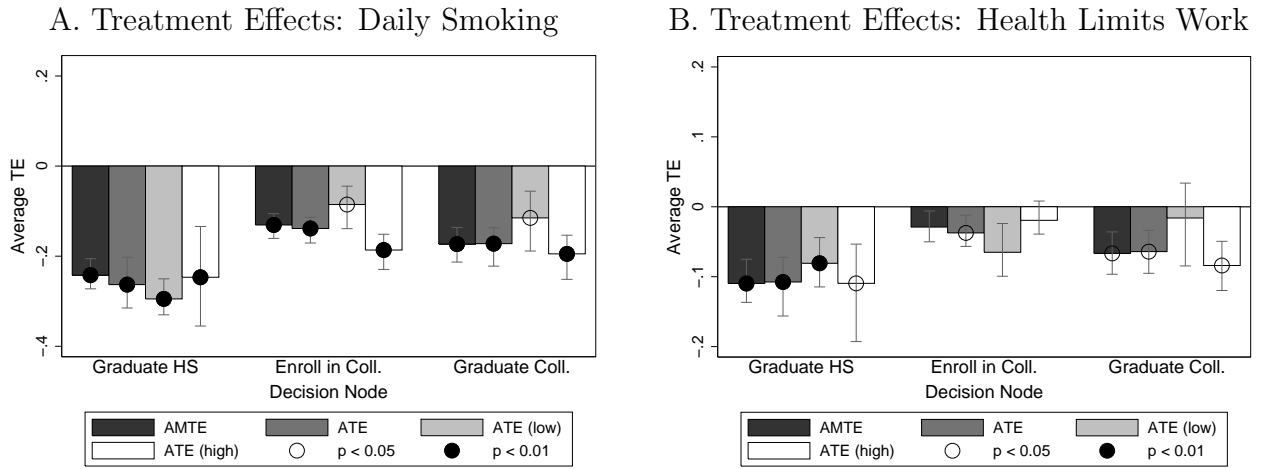 A. Treatment Effects: Daily Smoking
.2
0
-.2
-.4
Average TE
Graduate HS Enroll in Coll. Graduate Coll.
Decision Node
AMTE ATE ATE (low)
ATE (high) p < 0.05 p < 0.01
B. Treatment Effects: Health Limits Work
.2
.1
0
-.1
-.2
Average TE
Graduate HS Enroll in Coll. Graduate Coll.
Decision Node
AMTE ATE ATE (low)
ATE (high) p < 0.05 p < 0.01